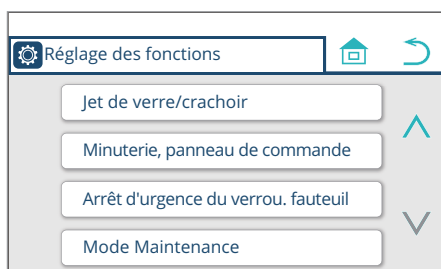 Réglage des fonctions
Jet de verre/crachoir
Minuterie, panneau de commande
Arrêt d'urgence du verrou. fauteuil
Mode Maintenance